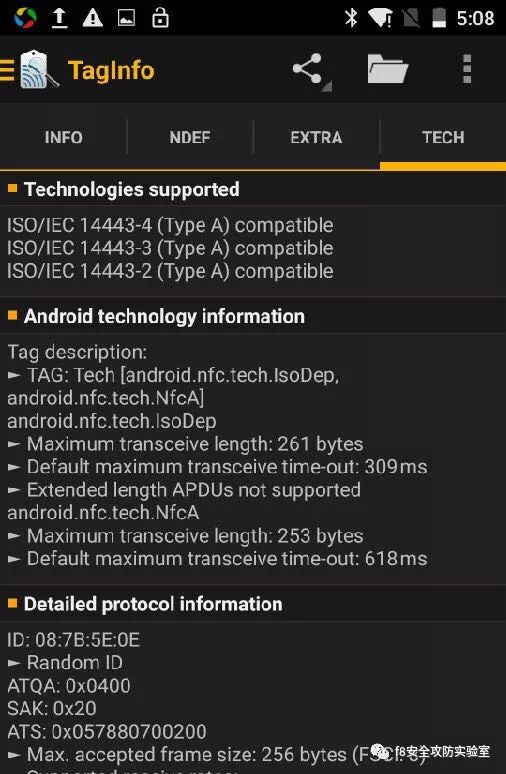 5:08
TagInfo
INFO
NDEF
EXTRA
TECH
Technologies supported
ISO/IEC 14443-4 (Type A) compatible
ISO/IEC 14443-3 (Type A) compatible
ISO/IEC 14443-2 (Type A) compatible
Android technology information
Tag description:
► TAG: Tech [android.nfc.tech.IsoDep,
android.nfc.tech.NfcA]
android.nfc.tech.IsoDep
► Maximum transceive length: 261 bytes
► Default maximum transceive time-out: 309ms
► Extended length APDUs not supported
android.nfc.tech.NfcA
► Maximum transceive length: 253 bytes
► Default maximum transceive time-out: 618ms
Detailed protocol information
ID: 08:7B:5E:0E
► Random ID
ATQA: 0x0400
SAK: 0x20
ATS: 0x057880700200
► Max. accepted frame size: 256 bytes (FSCI: 8)
f8安全攻防实验室